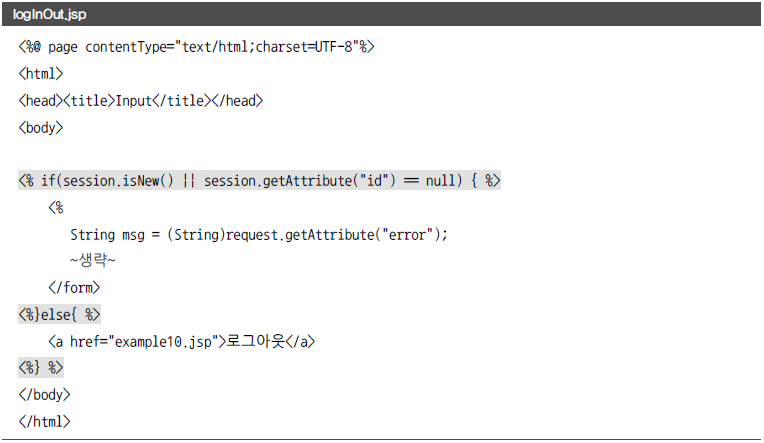 logInOut.jsp
<%@ page contentType="text/html;charset=UTF-8"%>
<html>
<head><title>Input</title></head>
<body>
<% if(session.isNew() || session.getAttribute("id") == null) { %>
<%
String msg = (String)request.getAttribute("error");
~생략~
</form>
<%}else{ %>
<a href="example10.jsp">로그아웃</a>
<%} %>
</body>
</html>